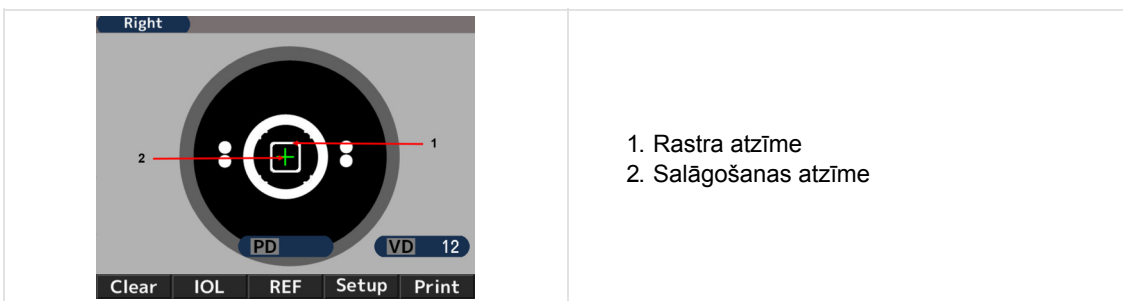 Right
1
2
PD
VD 12
Clear IOL REF Setup Print
1. Rastra atzīme
2. Salāgošanas atzīme